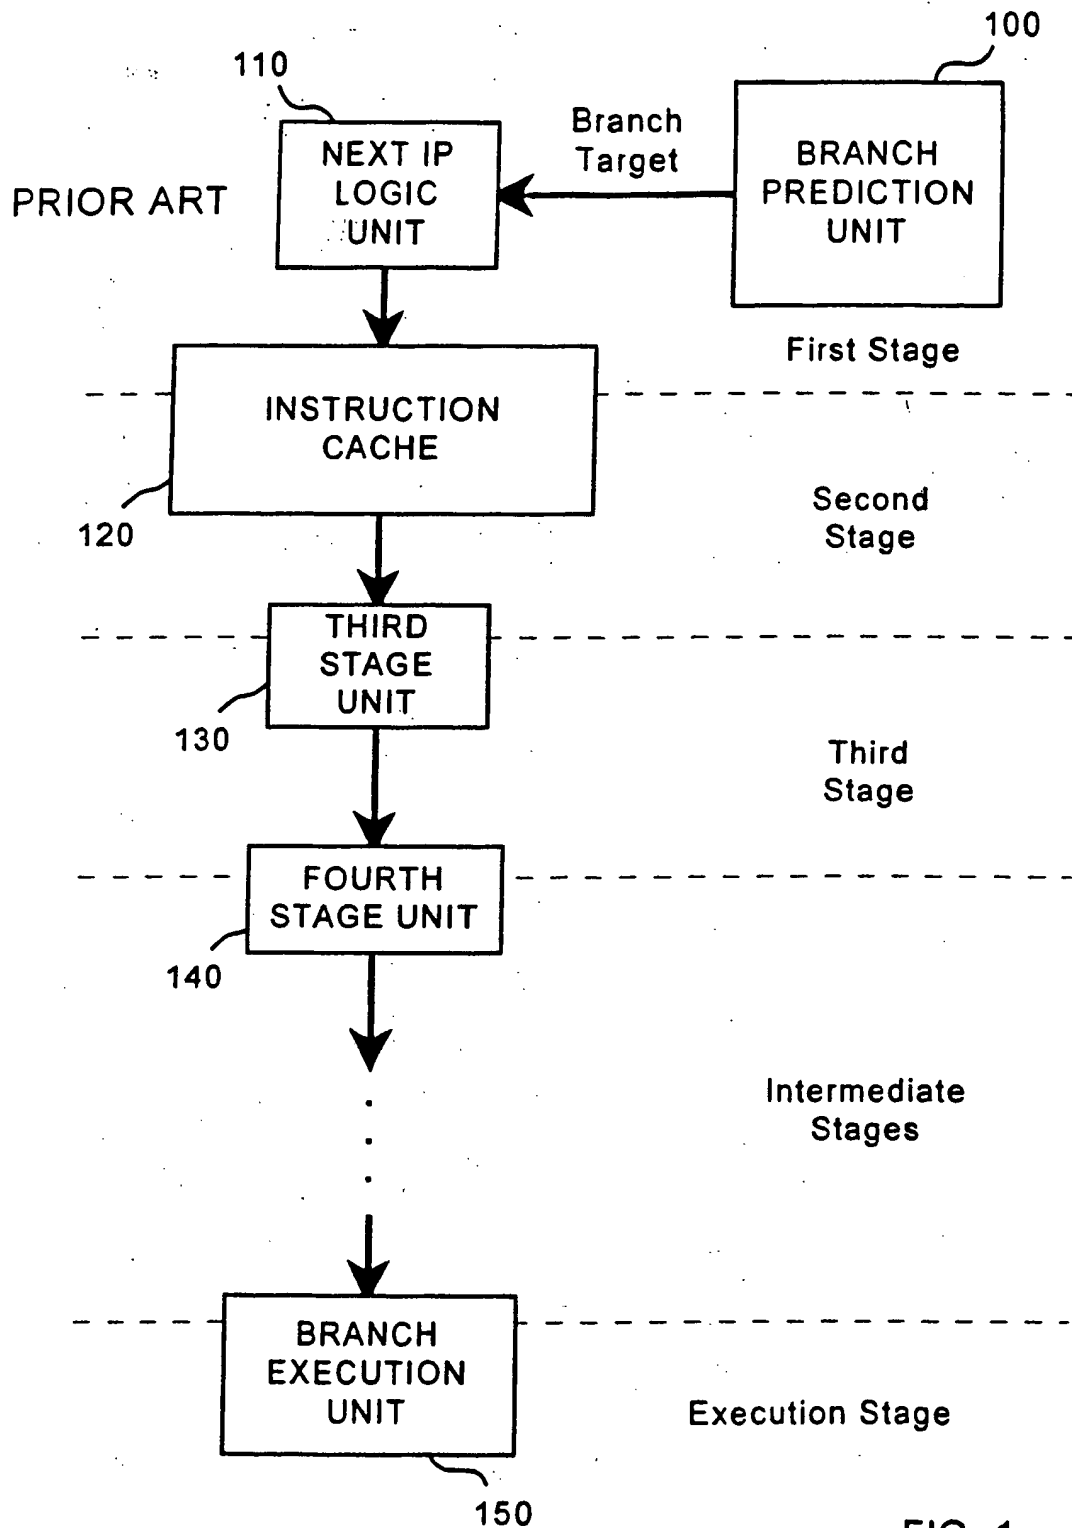 100
110
Branch
Target
NEXT IP
LOGIC
UNIT
BRANCH
PREDICTION
UNIT
PRIOR ART
First Stage
INSTRUCTION
CACHE
120
Second
Stage
THIRD
STAGE
UNIT
130
Third
Stage
FOURTH
STAGE UNIT
140
Intermediate
Stages
BRANCH
EXECUTION
UNIT
Execution Stage
150
FIG. 1